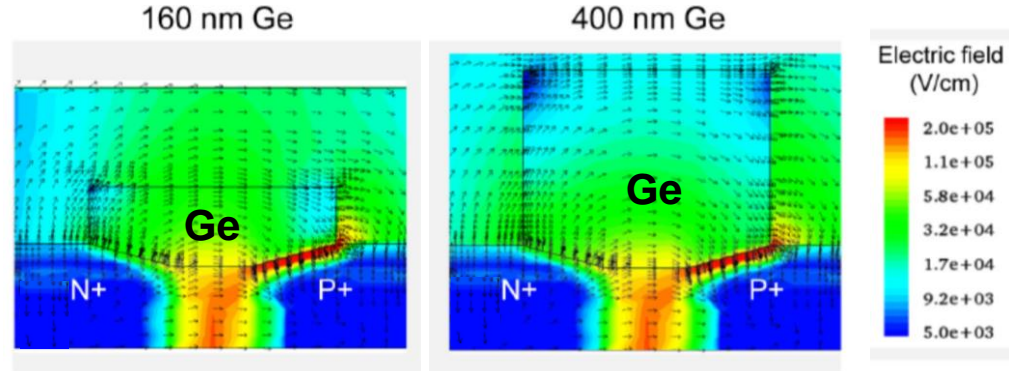 160 nm Ge
400 nm Ge
Electric field
(V/cm)
2.0e+05
1.1e+05
5.8e+04
3.2e+04
1.7e+04
9.2e+03
5.0e+03
Ge
N+
P+
Ge
N+
P+